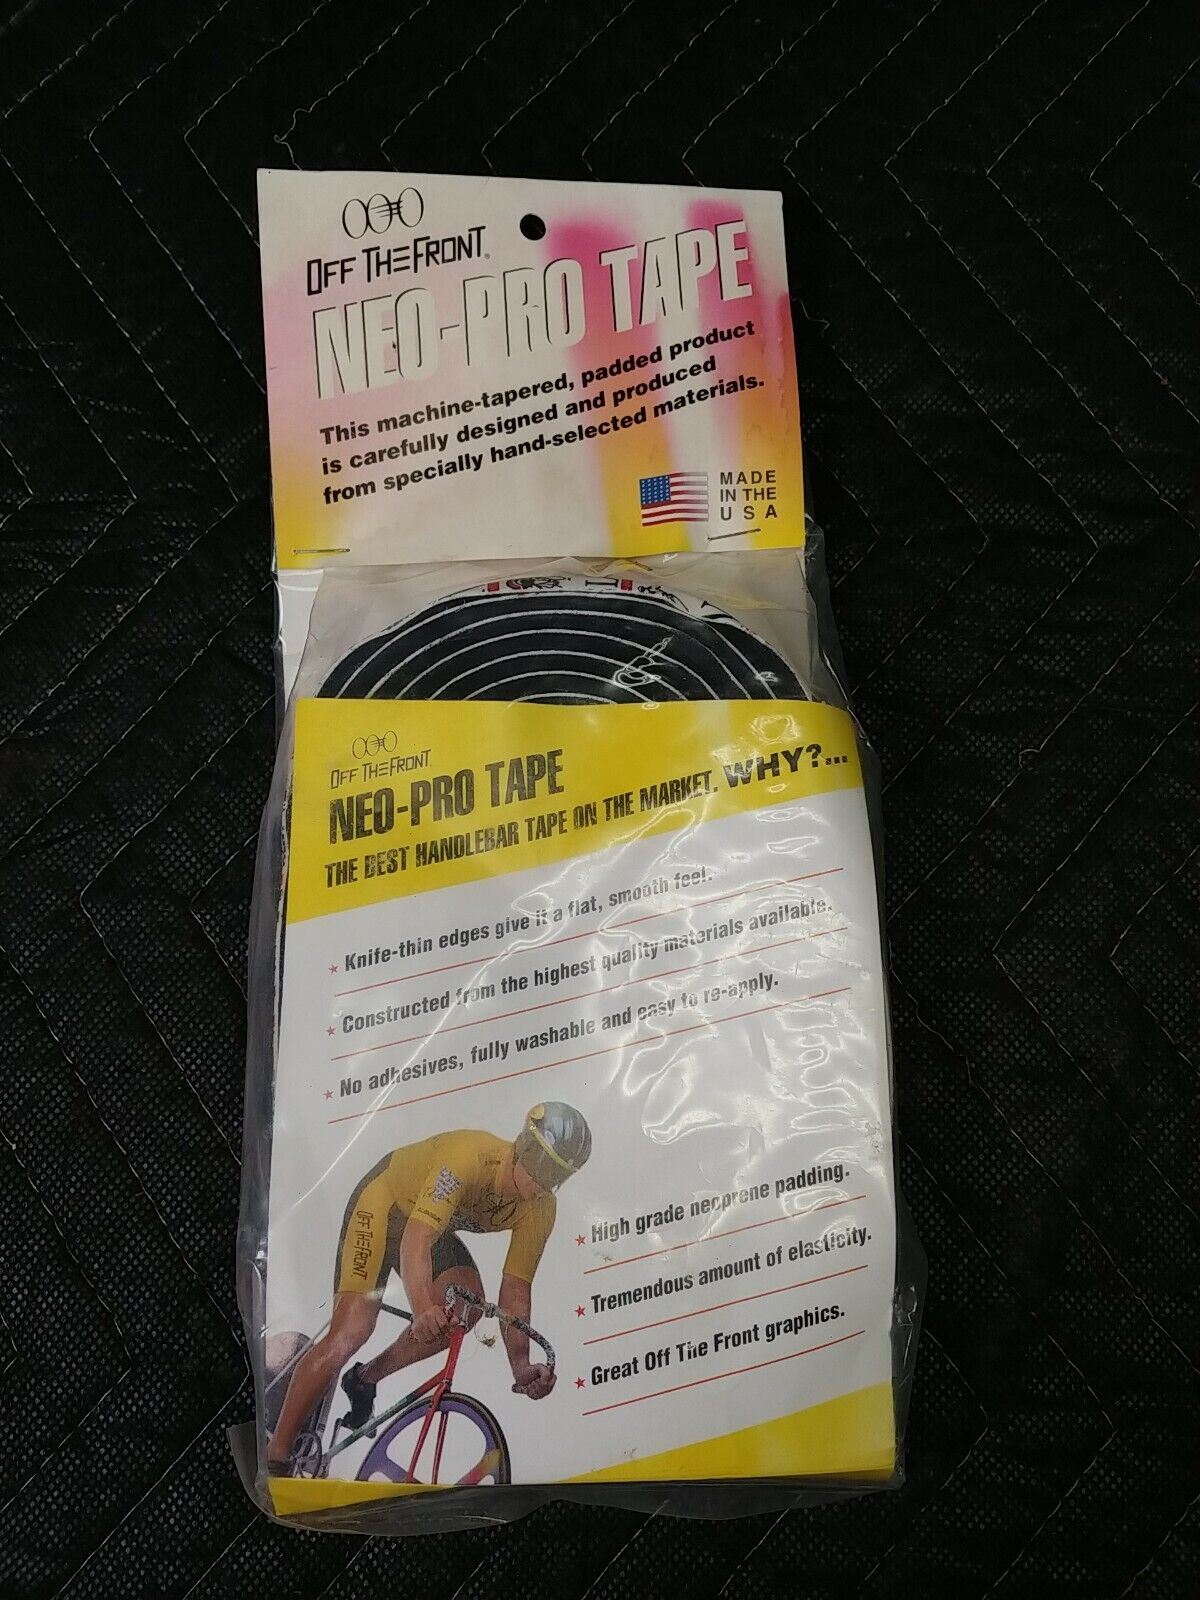 OFF THE FRONT®
NEO-PRO TAPE
This machine-tapered, padded product
is carefully designed and produced
from specially hand-selected materials.
MADE
IN THE
USA
OFF THE FRONT
NEO-PRO TAPE
THE BEST HANDLEBAR TAPE ON THE MARKET. WHY?...
★ Knife-thin edges give it a flat, smooth feel.
★ Constructed from the highest quality materials available.
★ No adhesives, fully washable and easy to re-apply.
★ High grade neoprene padding.
★ Tremendous amount of elasticity.
★ Great Off The Front graphics.
OFF THE FRONT